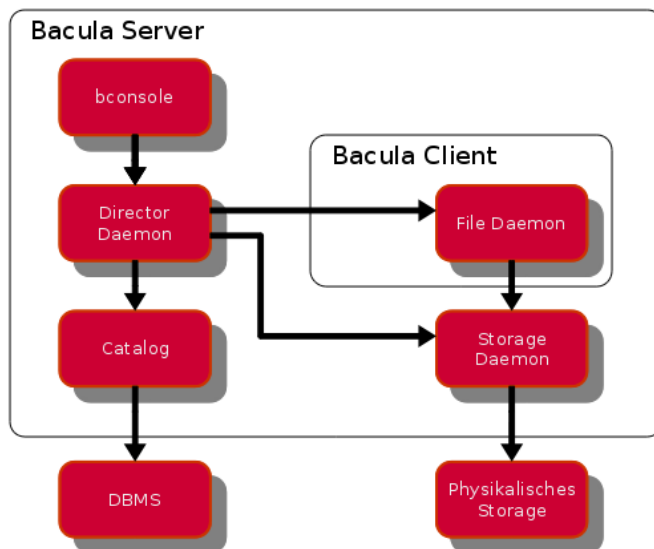 Bacula Server
bconsole
Bacula Client
Director
Daemon
File Daemon
Catalog
Storage
Daemon
DBMS
Physikalisches
Storage